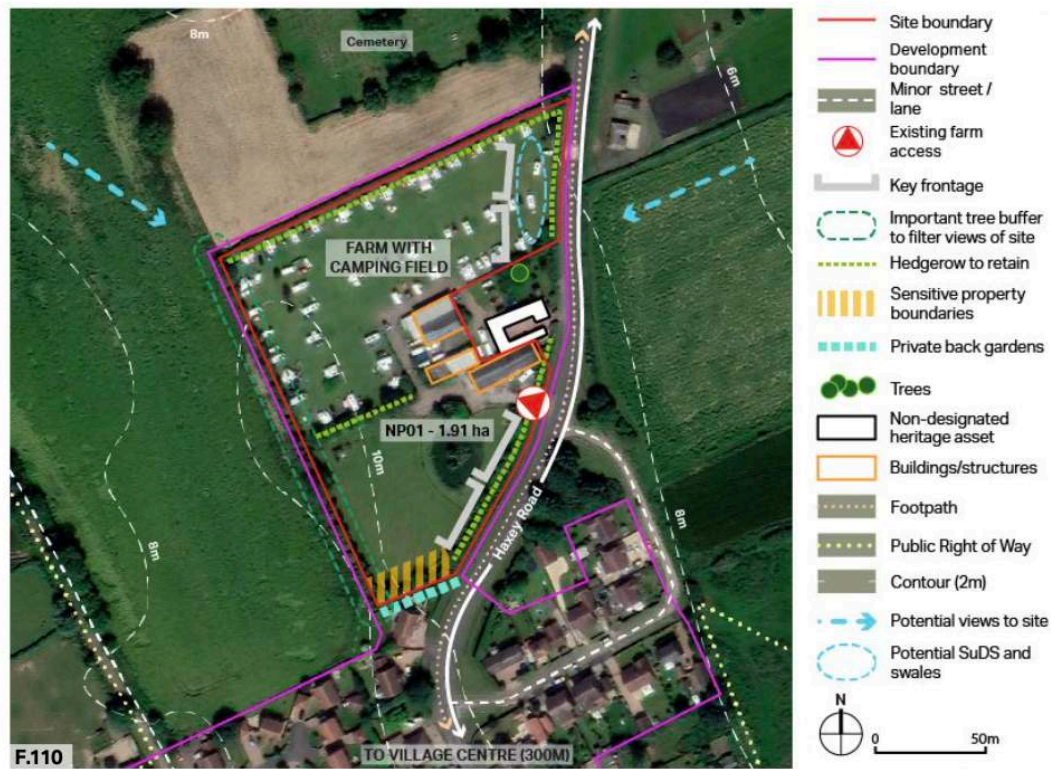 8m
Cemetery
6m
FARM WITH
CAMPING FIELD
NP01 - 1.91 ha
10m
Haxey Road
8m
8m
TO VILLAGE CENTRE (300M)
F.110
Site boundary
Development
boundary
Minor street /
lane
Existing farm
access
Key frontage
Important tree buffer
to filter views of site
Hedgerow to retain
Sensitive property
boundaries
Private back gardens
Trees
Non-designated
heritage asset
Buildings/structures
Footpath
Public Right of Way
Contour (2m)
Potential views to site
Potential SuDS and
swales
N
0 50m